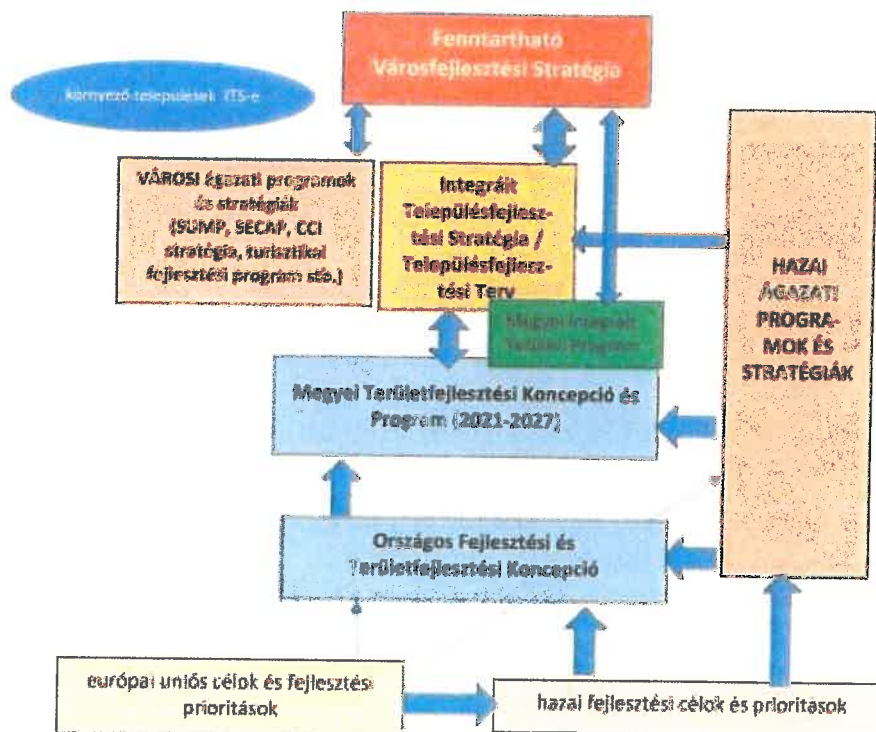 Fenntartható
Városfejlesztési Stratégia
környező települések ITS-e
VÁROSI ágazati programok
és stratégiák
(SUMP, SECAP, CCI
stratégia, turisztikai
fejlesztési program stb.)
Integrált
Településfejlesz-
tési Stratégia /
Településfejlesz-
tési Terv
HAZAI
ÁGAZATI
PROGRA-
MOK ÉS
STRATÉGIÁK
Megyei Integrált
Területi Program
Megyei Területfejlesztési Koncepció és
Program (2021-2027)
Országos Fejlesztési és
Területfejlesztési Koncepció
európai uniós célok és fejlesztési
prioritások
hazai fejlesztési célok és prioritások